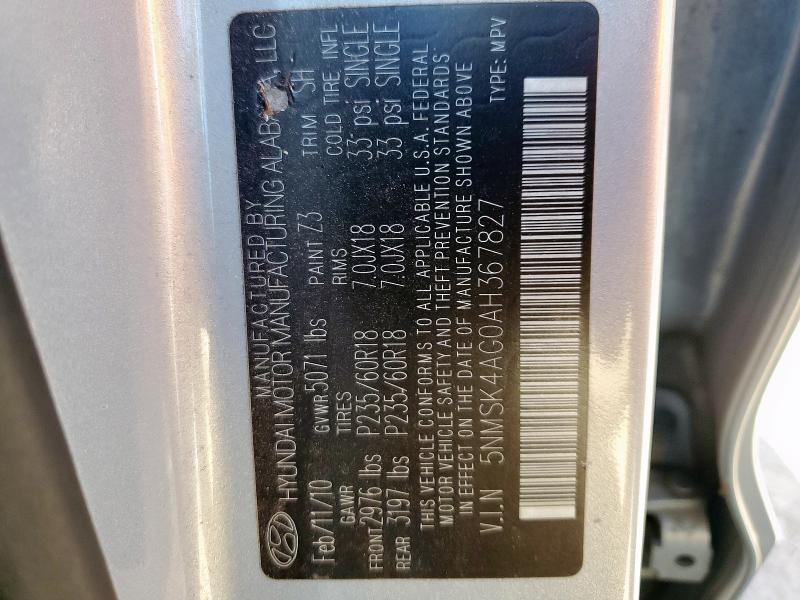 MANUFACTURED BY
HYUNDAI MOTOR MANUFACTURING ALAB LLC
Feb/11/10 GVWR 5071 lbs PAINT Z3 TRIM SH
GAWR TIRES RIMS COLD TIRE INFL
FRONT 2976 lbs P235/60R18 7.0JX18 33 psi SINGLE
REAR 3197 lbs P235/60R18 7.0JX18 33 psi SINGLE
THIS VEHICLE CONFORMS TO ALL APPLICABLE U.S.A. FEDERAL
MOTOR VEHICLE SAFETY AND THEFT PREVENTION STANDARDS
IN EFFECT ON THE DATE OF MANUFACTURE SHOWN ABOVE
V.I.N 5NMSK4AG0AH367827 TYPE: MPV